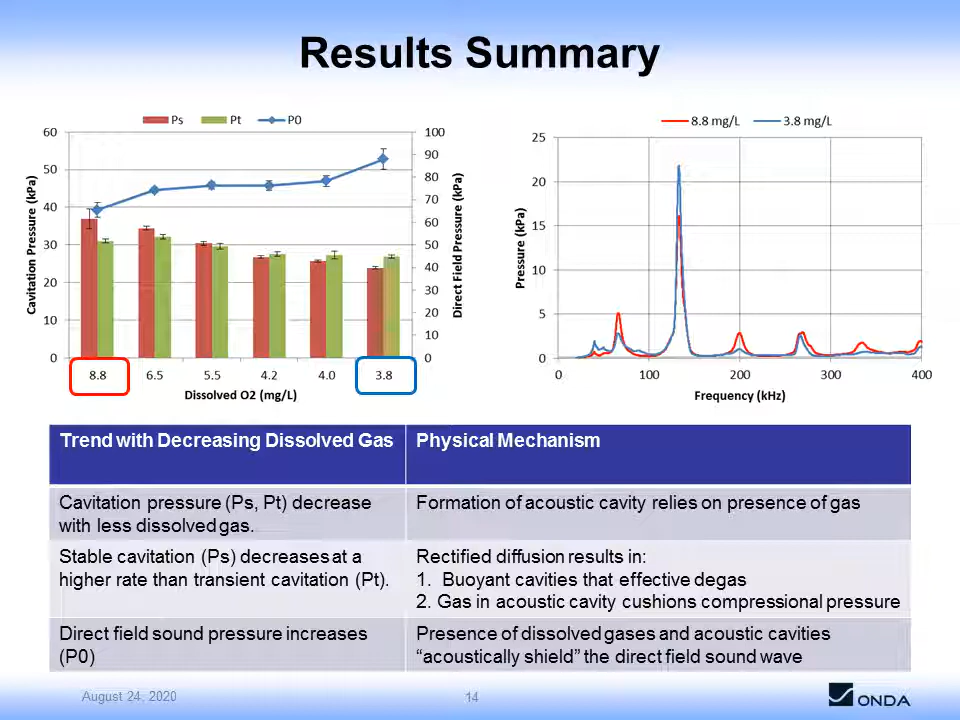 Results Summary
Ps Pt P0
60
50
40
30
20
10
0
Cavitation Pressure (kPa)
100
90
80
70
60
50
40
30
20
10
0
Direct Field Pressure (kPa)
8.8 6.5 5.5 4.2 4.0 3.8
Dissolved O2 (mg/L)
8.8 mg/L 3.8 mg/L
25
20
15
10
5
0
Pressure (kPa)
0 100 200 300 400
Frequency (kHz)
Trend with Decreasing Dissolved Gas Physical Mechanism
Cavitation pressure (Ps, Pt) decrease
with less dissolved gas.
Formation of acoustic cavity relies on presence of gas
Stable cavitation (Ps) decreases at a
higher rate than transient cavitation (Pt).
Rectified diffusion results in:
1. Buoyant cavities that effective degas
2. Gas in acoustic cavity cushions compressional pressure
Direct field sound pressure increases
(P0)
Presence of dissolved gases and acoustic cavities
“acoustically shield” the direct field sound wave
August 24, 2020
14
ONDA